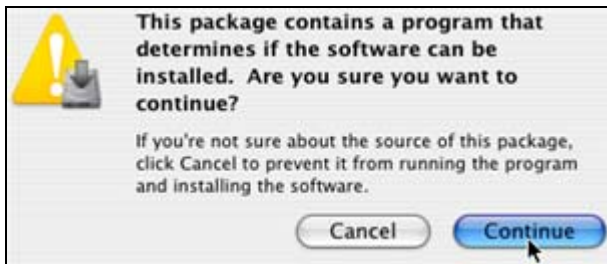 This package contains a program that
determines if the software can be
installed.  Are you sure you want to
continue?
If you're not sure about the source of this package,
click Cancel to prevent it from running the program
and installing the software.
Cancel Continue